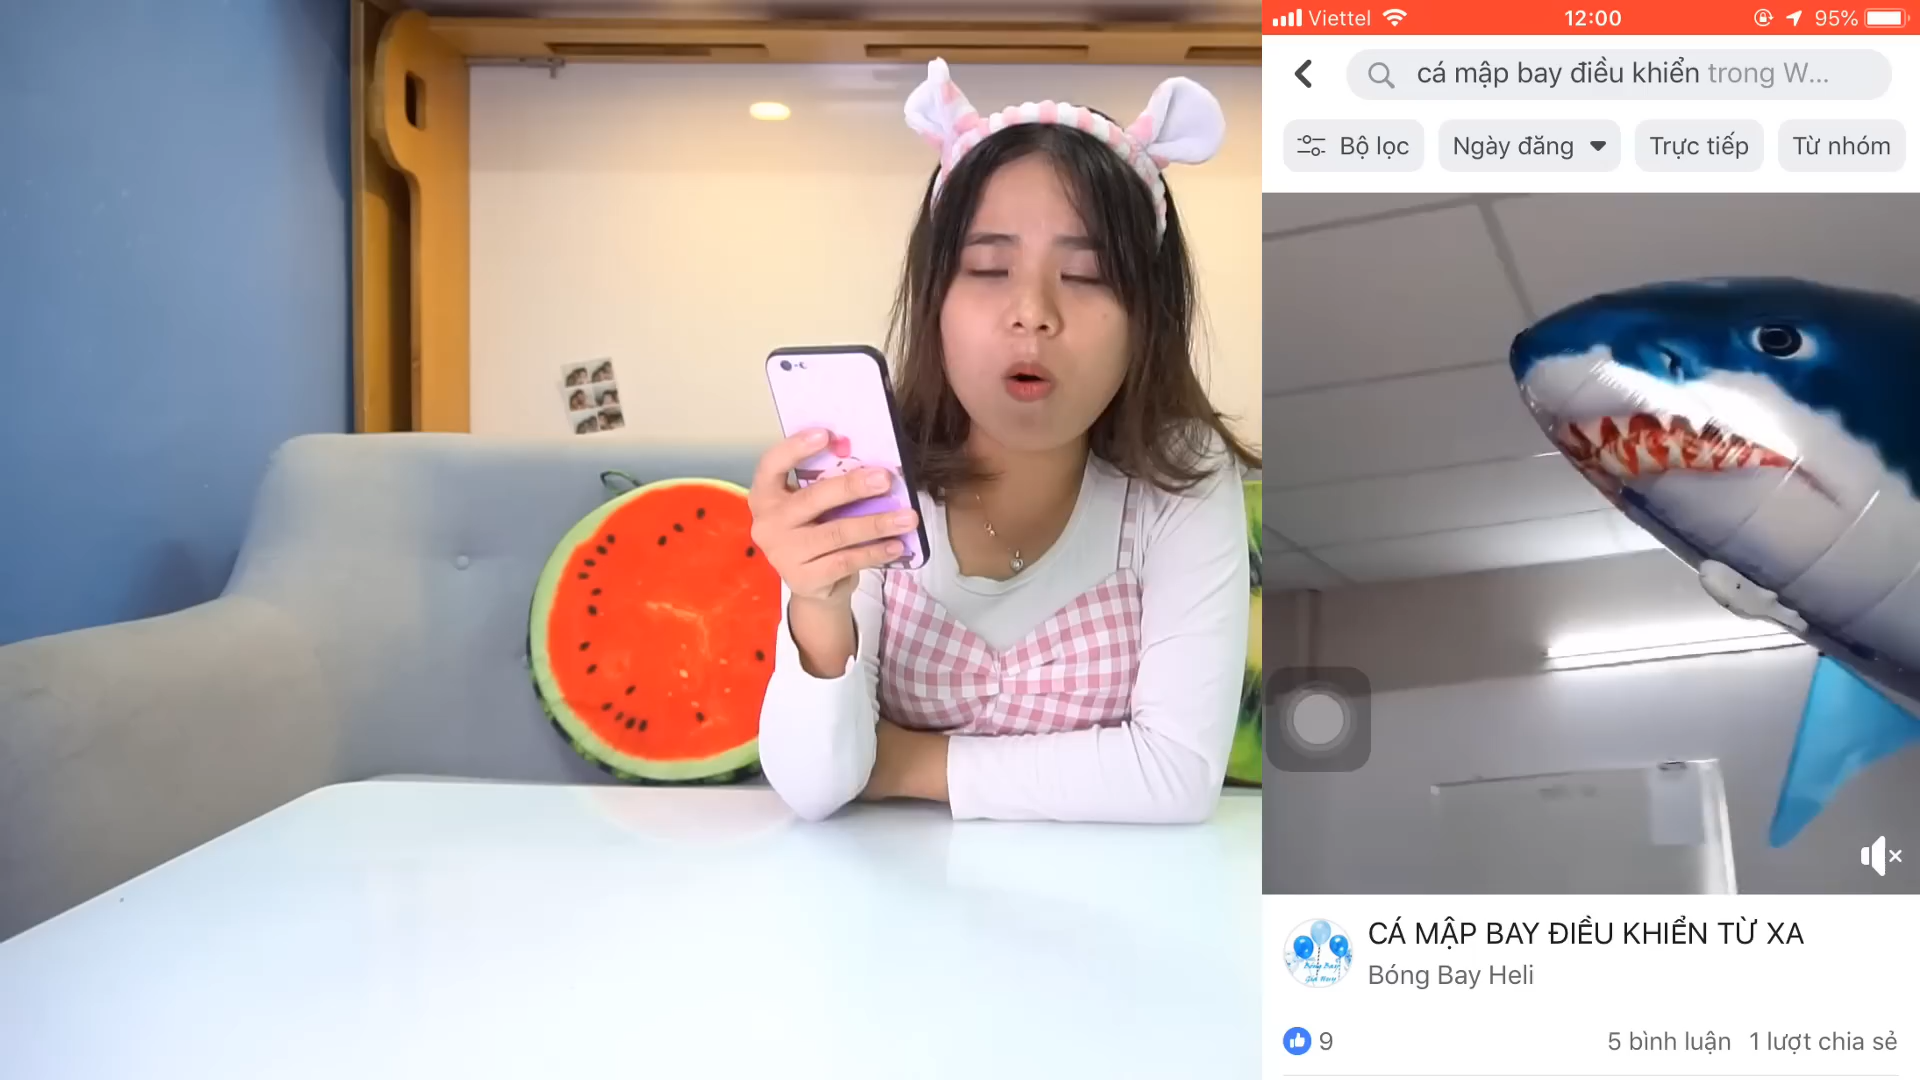 Viettel 12:00 95%
cá mập bay điều khiển trong W...
Bộ lọc Ngày đăng Trực tiếp Từ nhóm
CÁ MẬP BAY ĐIỀU KHIỂN TỪ XA
Bóng Bay Heli
9 5 bình luận 1 lượt chia sẻ